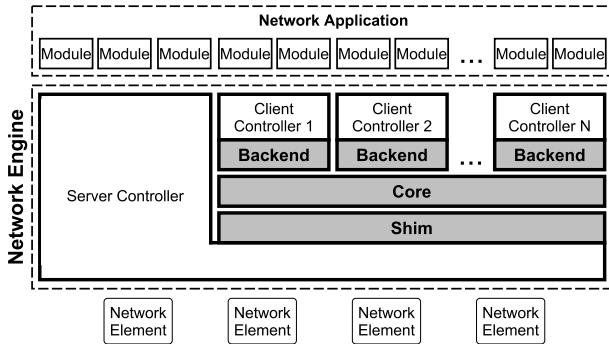 Network Application
Module Module Module Module Module Module Module ... Module Module
Network Engine
Server Controller
Client Controller 1
Backend
Client Controller 2
Backend
...
Client Controller N
Backend
Core
Shim
Network Element
Network Element
Network Element
Network Element